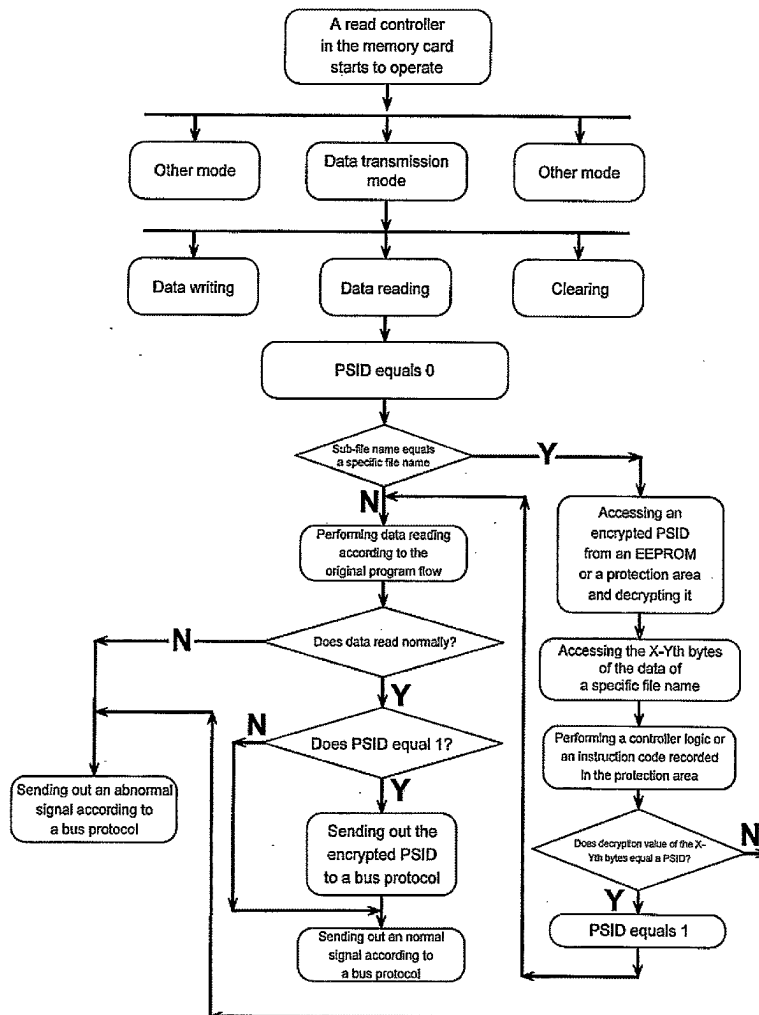 A read controller
in the memory card
starts to operate
Other mode
Data transmission
mode
Other mode
Data writing
Data reading
Clearing
PSID equals 0
Sub-file name equals
a specific file name
Y
N
Accessing an
encrypted PSID
from an EEPROM
or a protection area
and decrypting it
Performing data reading
according to the
original program flow
Does data read normally?
N
Y
Accessing the X-Yth bytes
of the data of
a specific file name
Does PSID equal 1?
N
Y
Performing a controller logic or
an instruction code recorded
in the protection area
Sending out an abnormal
signal according to
a bus protocol
Sending out the
encrypted PSID
to a bus protocol
Does decryption value of the X-
Yth bytes equal a PSID?
N
Y
PSID equals 1
Sending out an normal
signal according to
a bus protocol